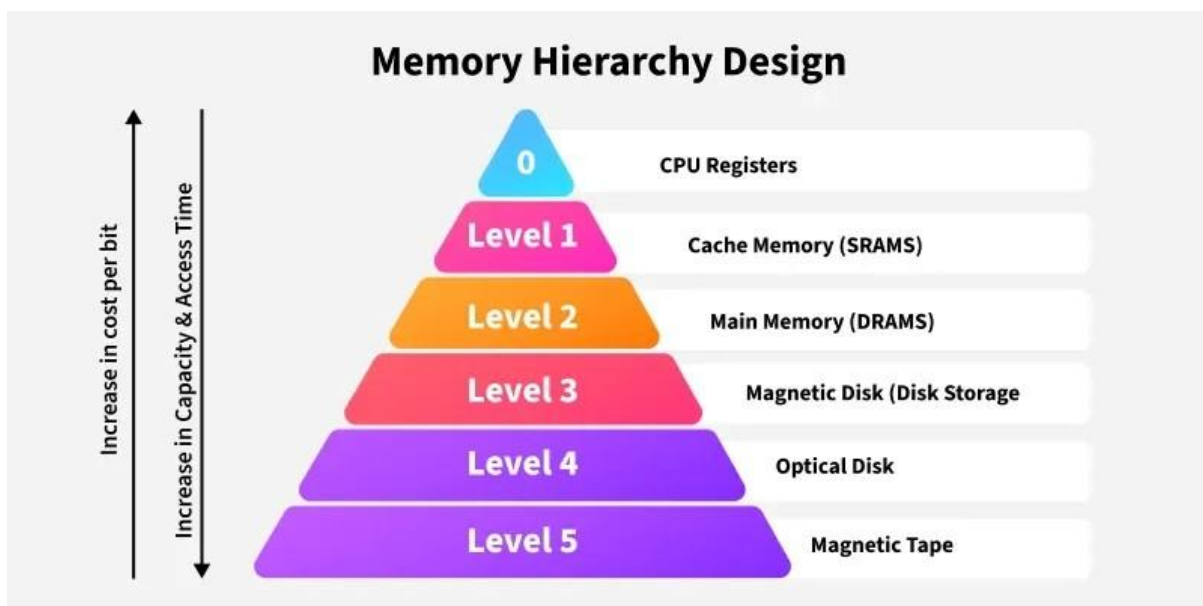 Memory Hierarchy Design
Increase in cost per bit
Increase in Capacity & Access Time
0
CPU Registers
Level 1
Cache Memory (SRAMS)
Level 2
Main Memory (DRAMS)
Level 3
Magnetic Disk (Disk Storage
Level 4
Optical Disk
Level 5
Magnetic Tape